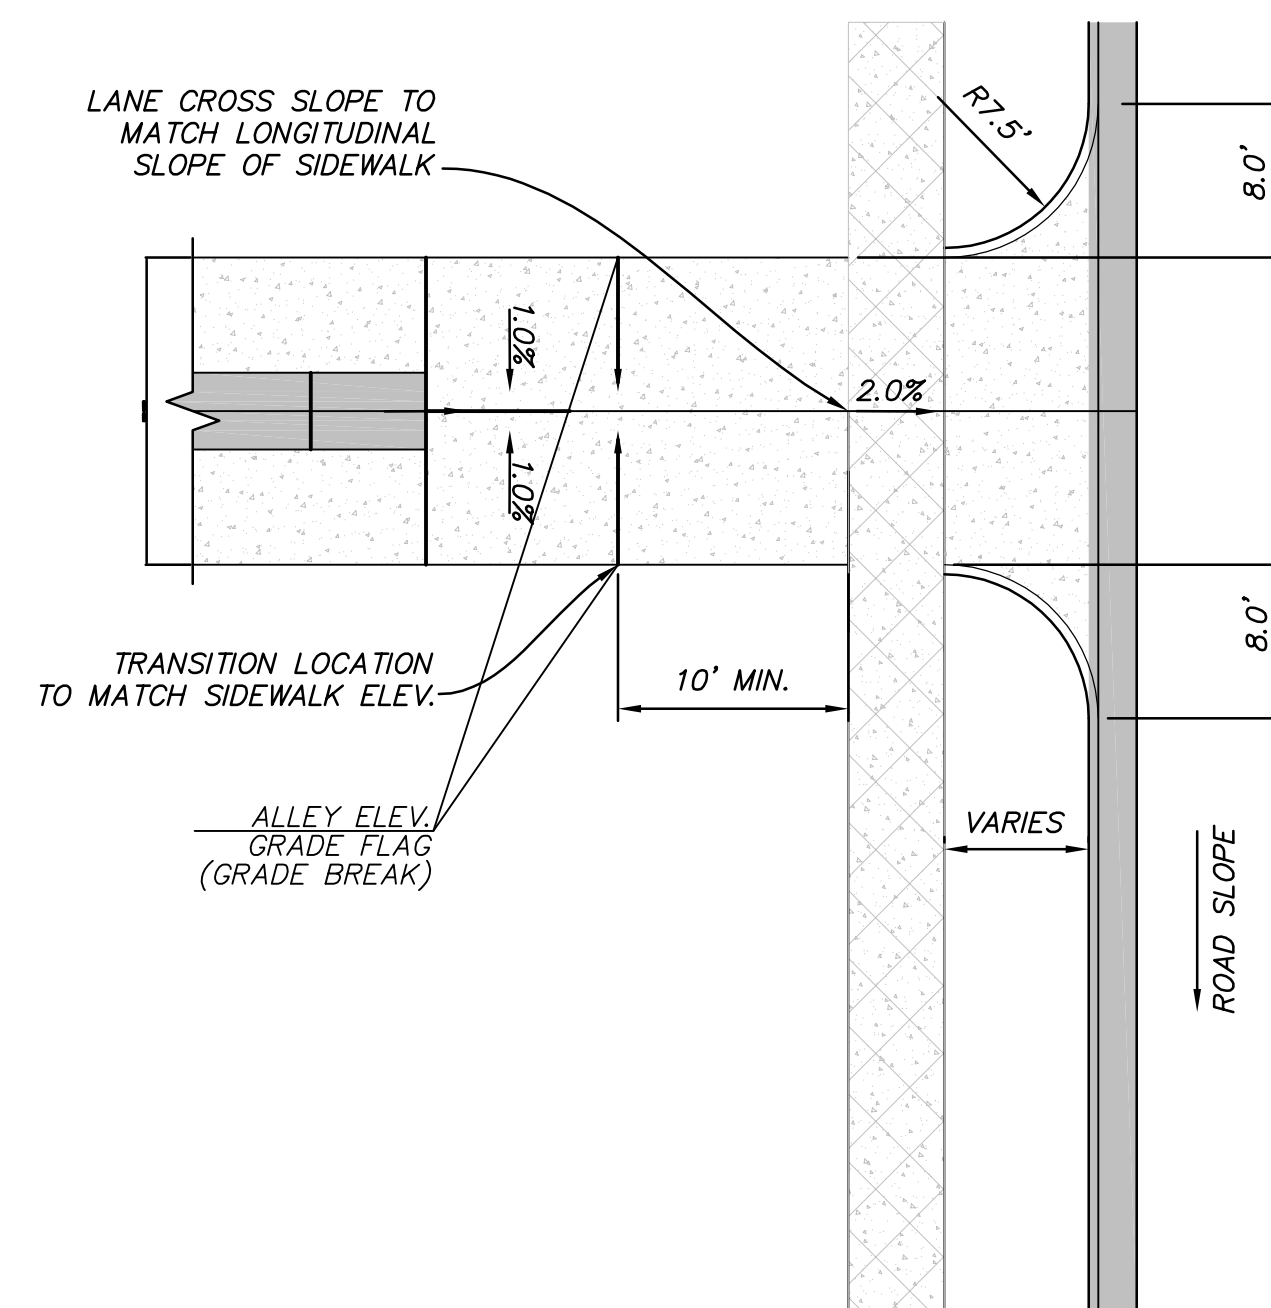 LANE CROSS SLOPE TO
MATCH LONGITUDINAL
SLOPE OF SIDEWALK
R7.5'
8.0'
1.0%
2.0%
1.0%
8.0'
TRANSITION LOCATION
TO MATCH SIDEWALK ELEV.
10' MIN.
ALLEY ELEV.
GRADE FLAG
(GRADE BREAK)
VARIES
ROAD SLOPE